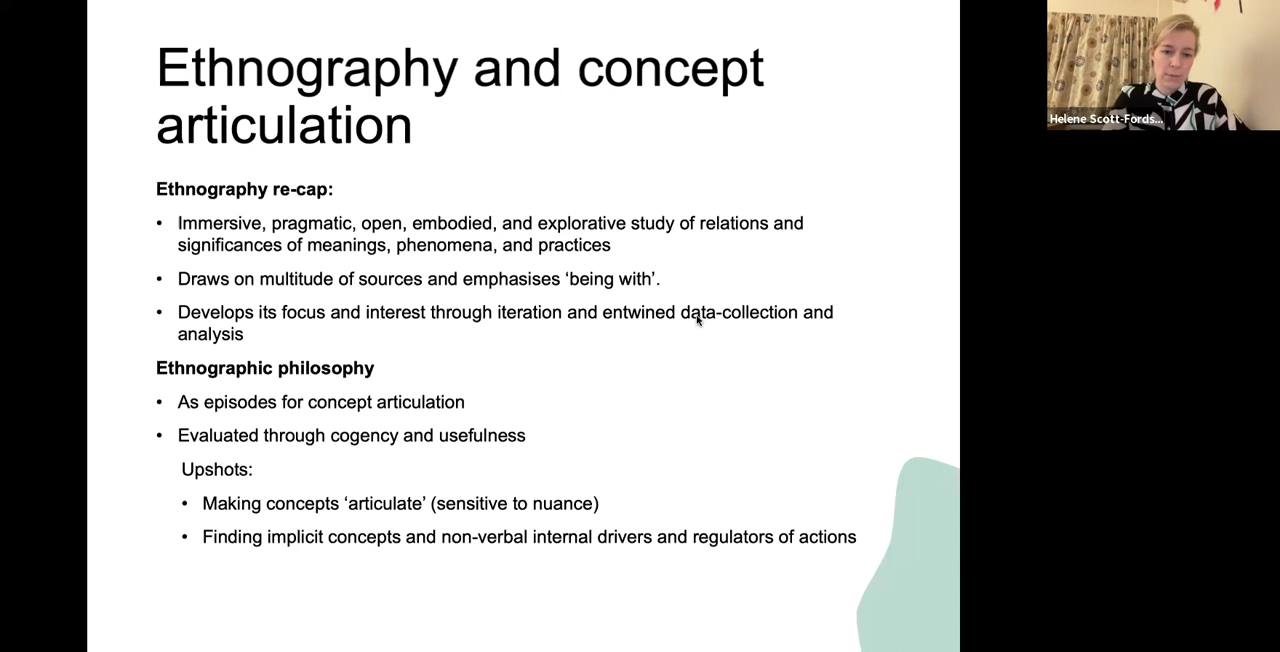 Ethnography and concept
articulation
Ethnography re-cap:
• Immersive, pragmatic, open, embodied, and explorative study of relations and
significances of meanings, phenomena, and practices
• Draws on multitude of sources and emphasises ‘being with’.
• Develops its focus and interest through iteration and entwined data-collection and
analysis
Ethnographic philosophy
• As episodes for concept articulation
• Evaluated through cogency and usefulness
Upshots:
• Making concepts ‘articulate’ (sensitive to nuance)
• Finding implicit concepts and non-verbal internal drivers and regulators of actions
Helene Scott-Fords...